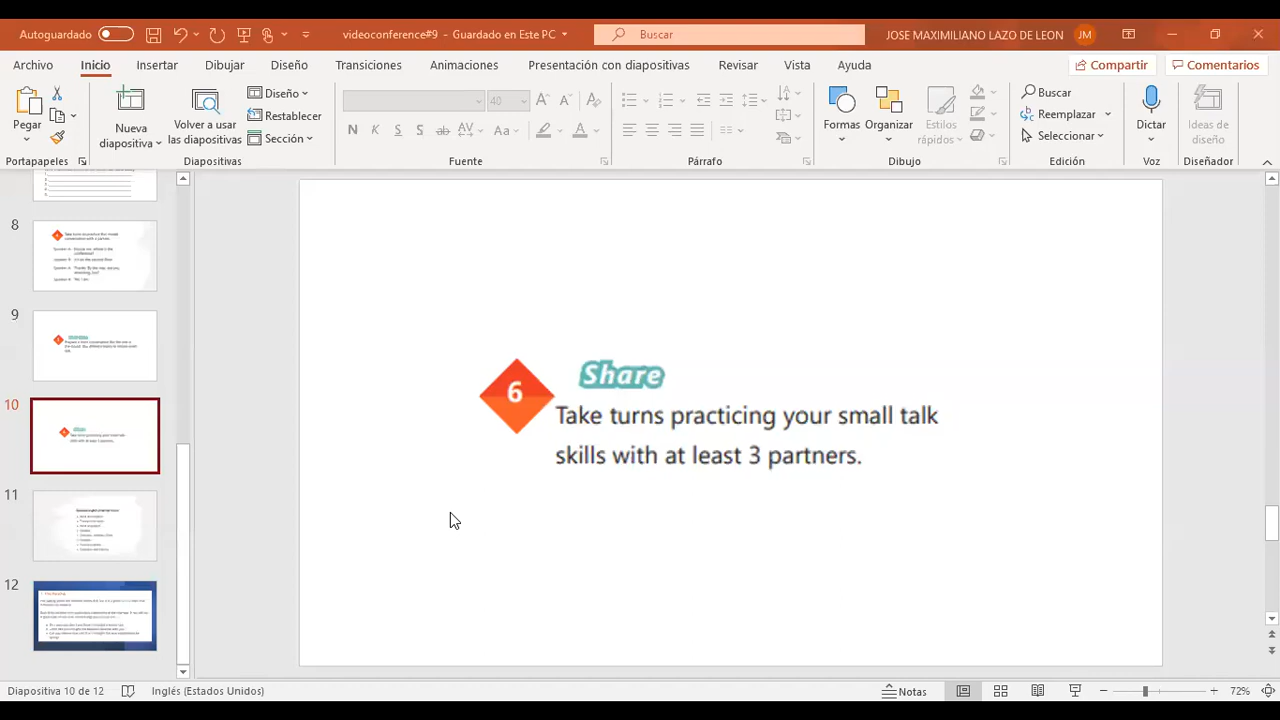 Autoguardado
videoconference#9 - Guardado en Este PC
Buscar
JOSE MAXIMILIANO LAZO DE LEON
JM
Archivo
Inicio
Insertar
Dibujar
Diseño
Transiciones
Animaciones
Presentación con diapositivas
Revisar
Vista
Ayuda
Compartir
Comentarios
Pegar
Nueva
diapositiva
Volver a usar
las diapositivas
Diseño
Restablecer
Sección
40
N K S S ab AV Aa
Formas
Organizar
Estilos
rápidos
Buscar
Reemplazar
Seleccionar
Dictar
Ideas de
diseño
Portapapeles
Diapositivas
Fuente
Párrafo
Dibujo
Edición
Voz
Diseñador
8
9
10
11
12
6
Share
Take turns practicing your small talk
skills with at least 3 partners.
Diapositiva 10 de 12
Inglés (Estados Unidos)
Notas
72%